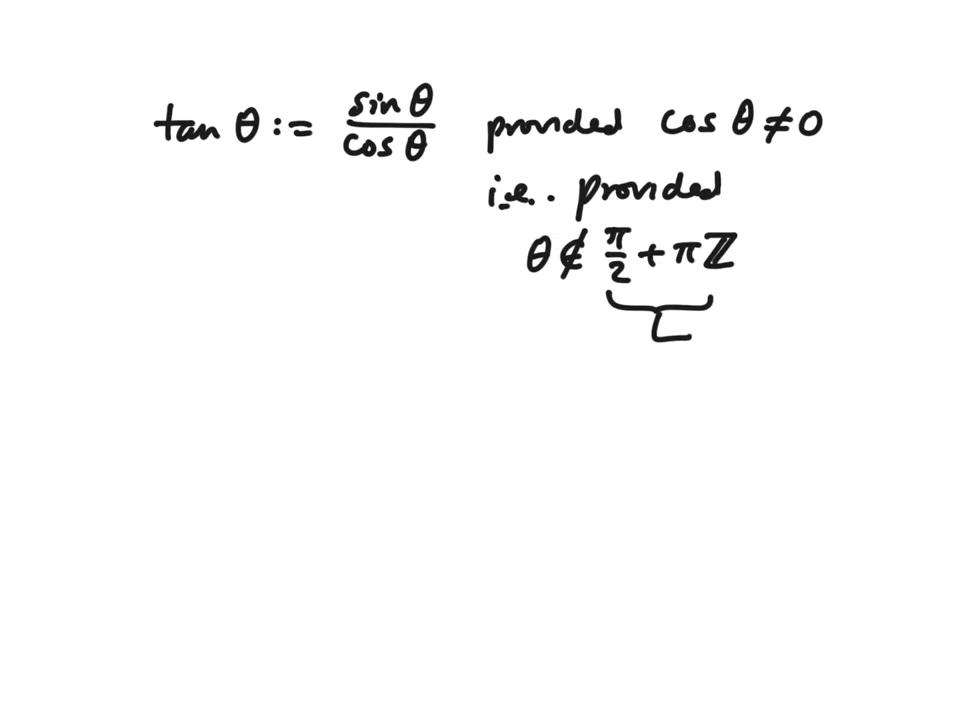 tan θ := sin θ / cos θ provided cos θ ≠ 0
i.e.. provided
θ ∉ π/2 + πℤ